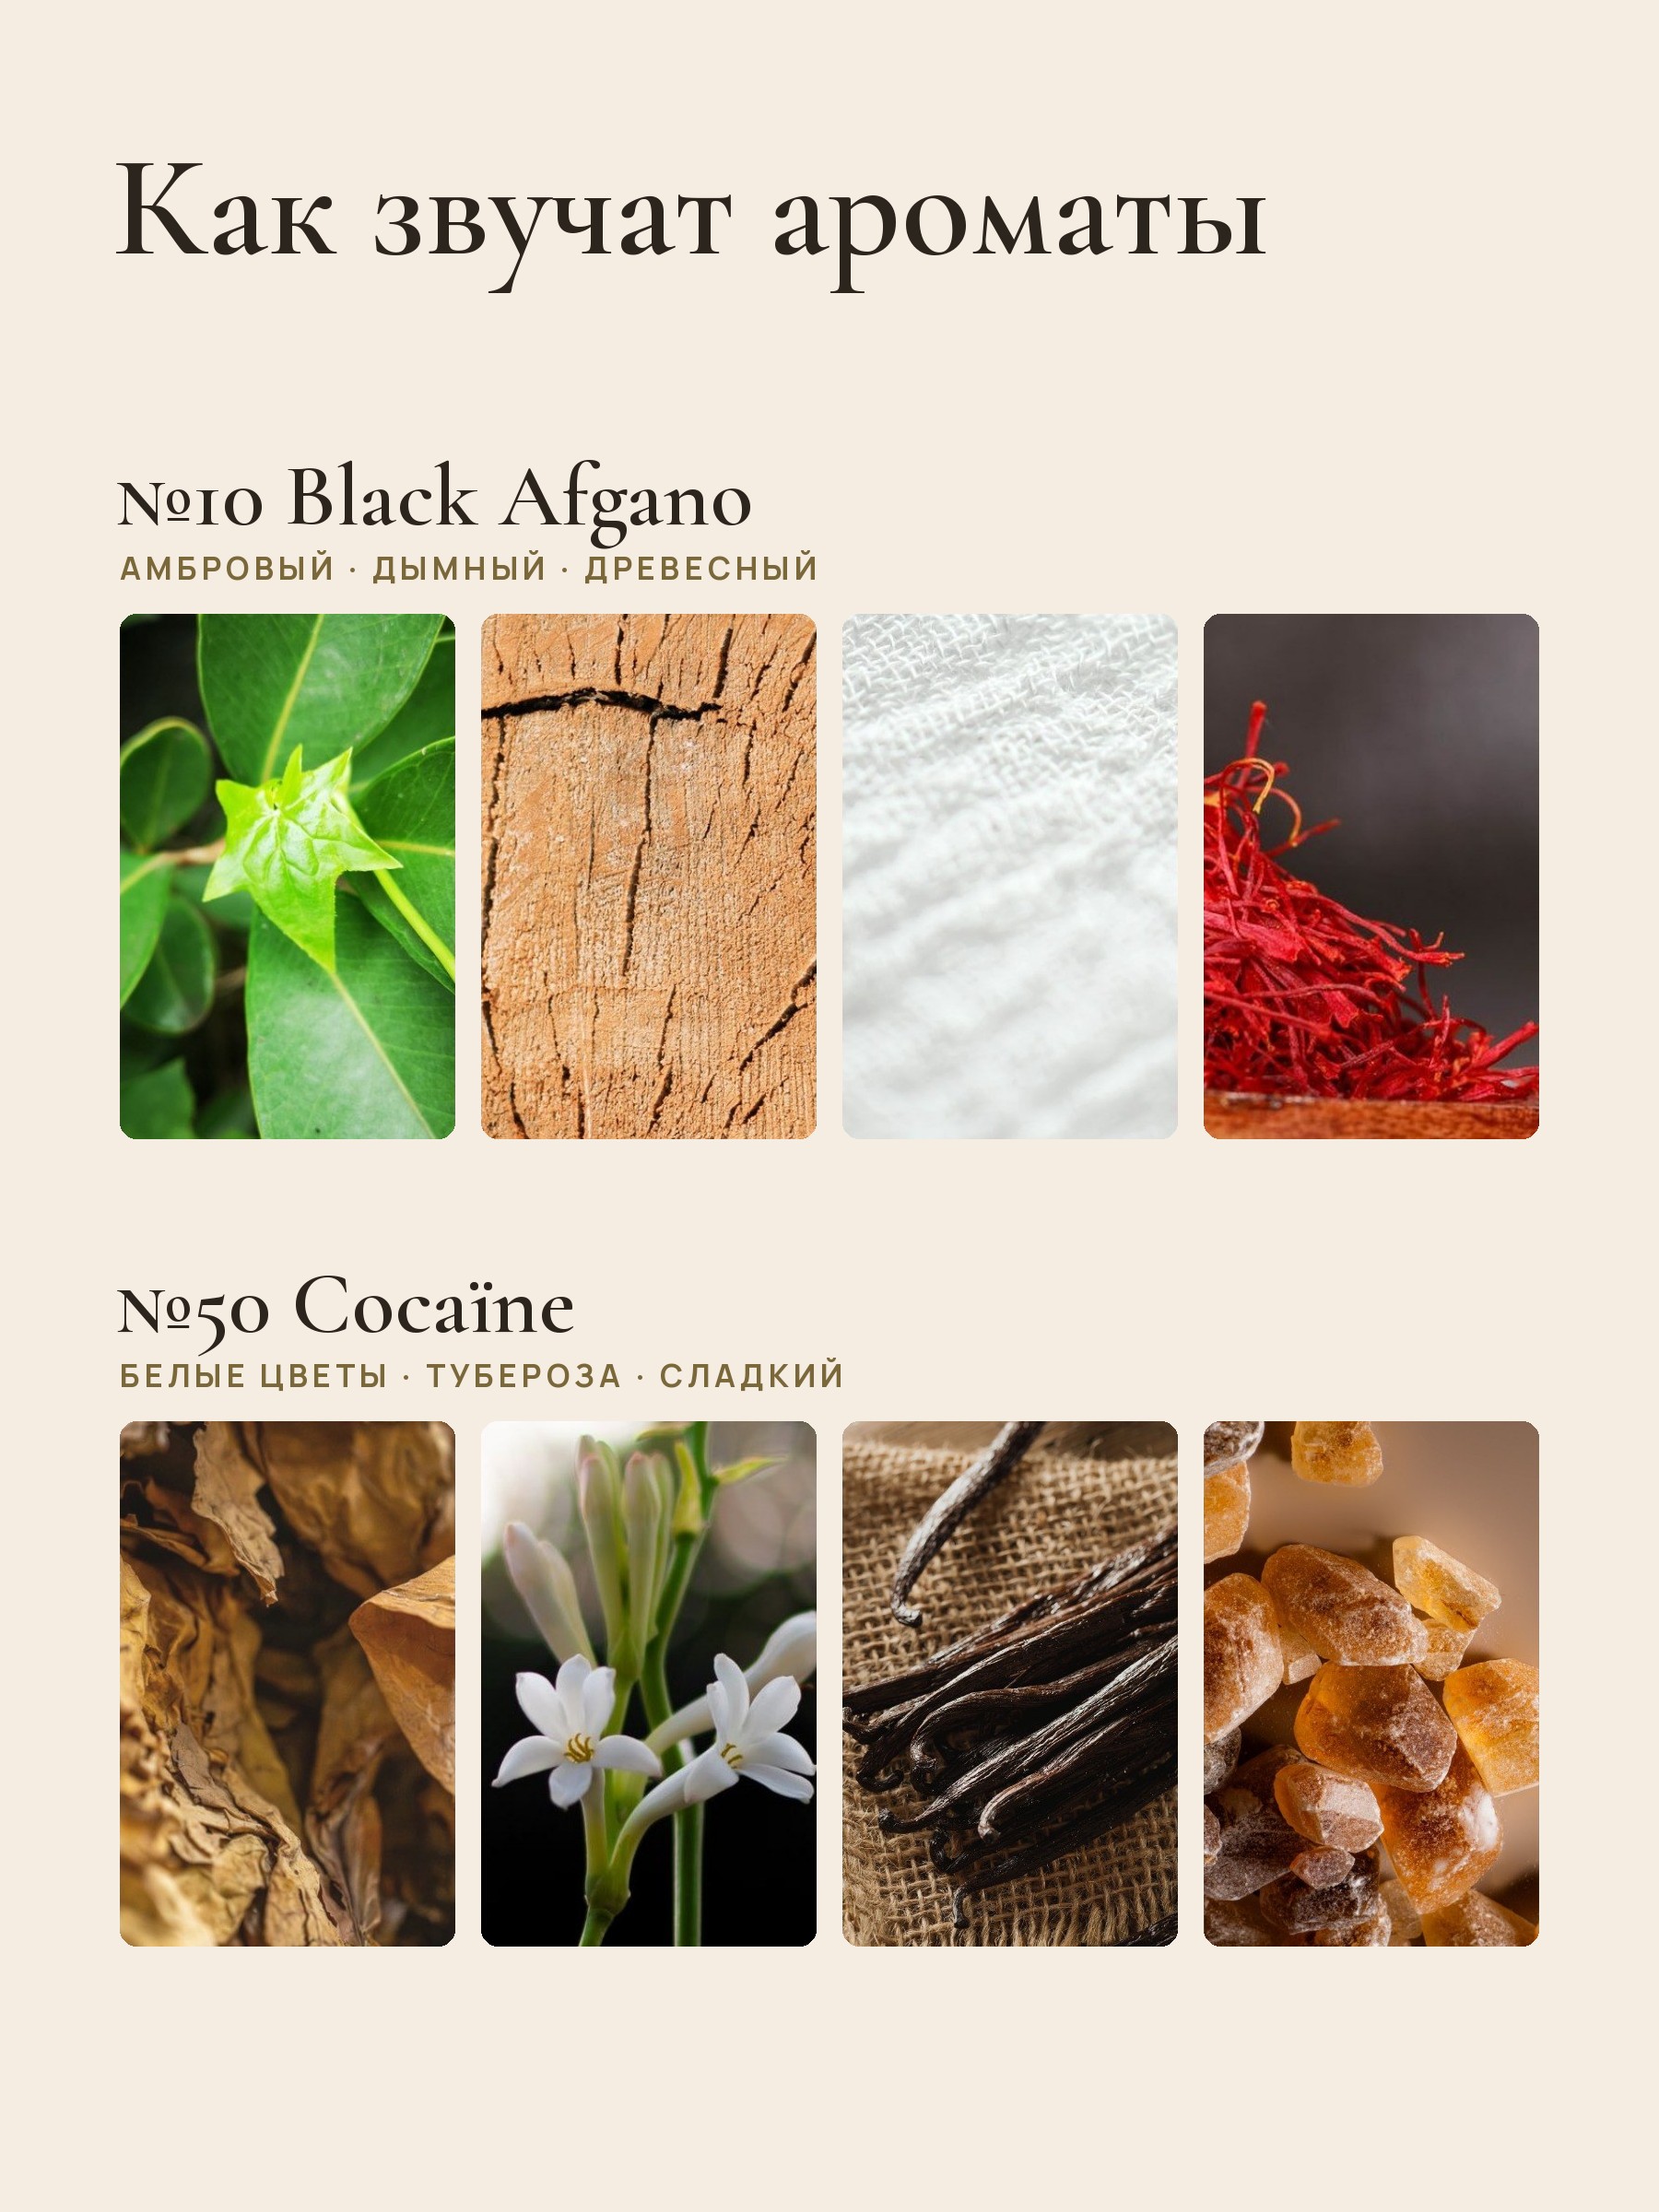 Как звучат ароматы
№10 Black Afgano
АМБРОВЫЙ · ДЫМНЫЙ · ДРЕВЕСНЫЙ
№50 Cocaïne
БЕЛЫЕ ЦВЕТЫ · ТУБЕРОЗА · СЛАДКИЙ